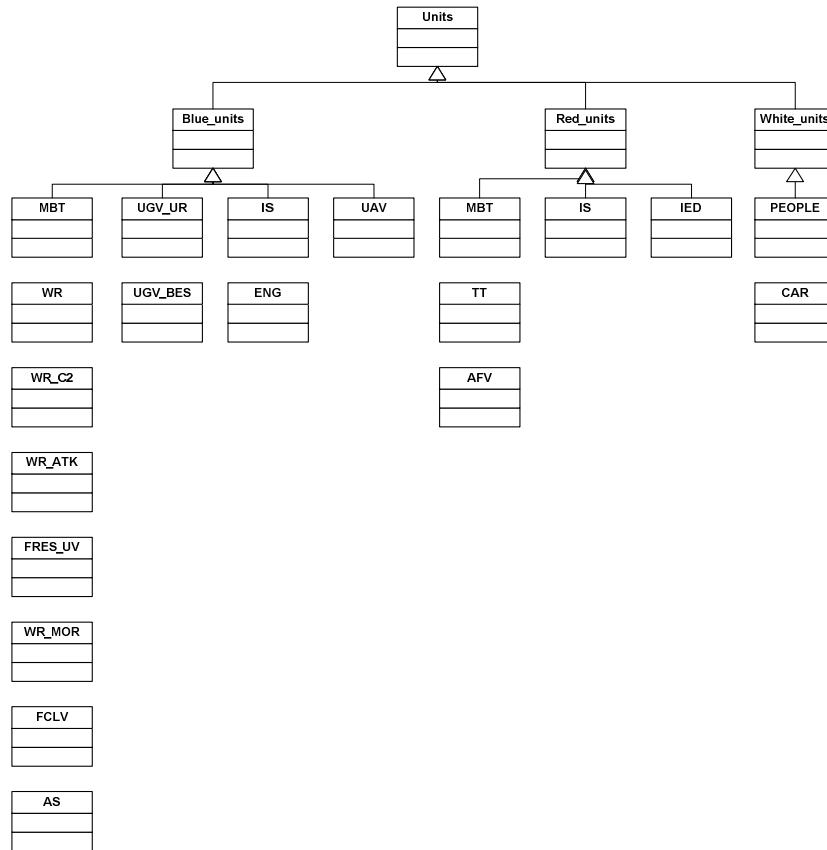 Units
Blue_units
Red_units
White_units
MBT
UGV_UR
IS
UAV
MBT
IS
IED
PEOPLE
WR
UGV_BES
ENG
TT
CAR
WR_C2
AFV
WR_ATK
FRES_UV
WR_MOR
FCLV
AS